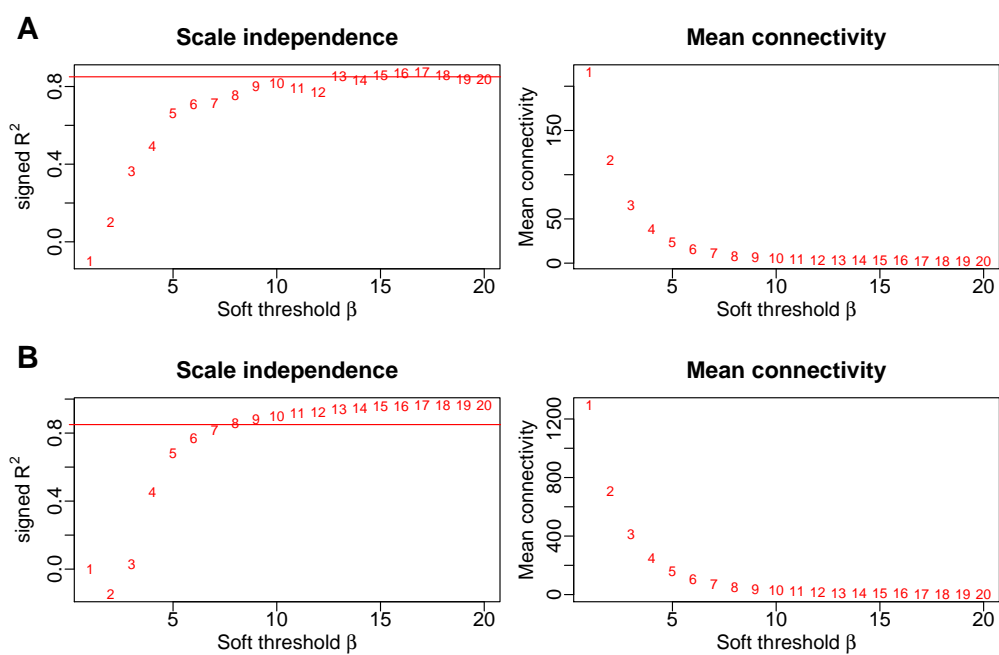 A
Scale independence
Mean connectivity
signed R²
0.0 0.4 0.8
1 2 3 4 5 6 7 8 9 10 11 12 13 14 15 16 17 18 19 20
5 10 15 20
Soft threshold β
Mean connectivity
0 50 150
1 2 3 4 5 6 7 8 9 10 11 12 13 14 15 16 17 18 19 20
5 10 15 20
Soft threshold β
B
Scale independence
Mean connectivity
signed R²
0.0 0.4 0.8
1 2 3 4 5 6 7 8 9 10 11 12 13 14 15 16 17 18 19 20
5 10 15 20
Soft threshold β
Mean connectivity
0 400 800 1200
1 2 3 4 5 6 7 8 9 10 11 12 13 14 15 16 17 18 19 20
5 10 15 20
Soft threshold β